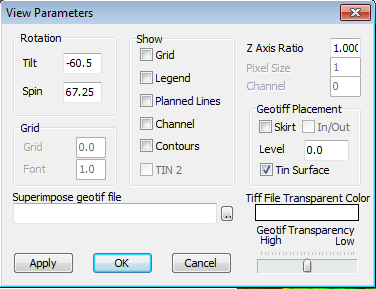 View Parameters
Rotation
Tilt -60.5
Spin 67.25
Grid
Grid 0.0
Font 1.0
Show
Grid
Legend
Planned Lines
Channel
Contours
TIN 2
Z Axis Ratio 1.000
Pixel Size 1
Channel 0
Geotiff Placement
Skirt In/Out
Level 0.0
Tin Surface
Superimpose geotif file
..
Tiff File Transparent Color
Geotif Transparency
High Low
Apply OK Cancel